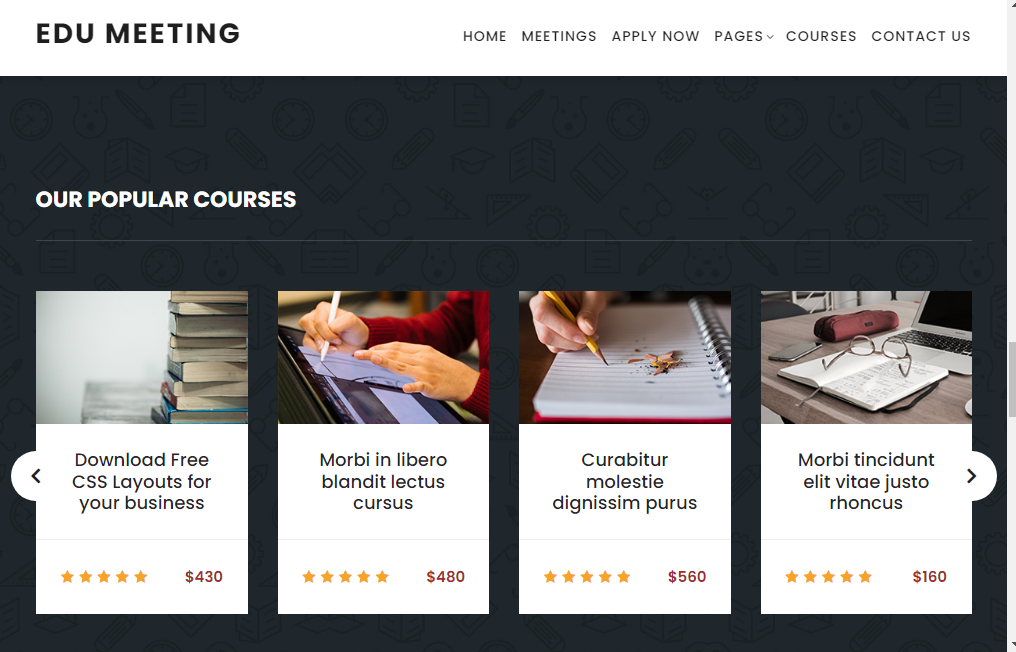 EDU MEETING
HOME MEETINGS APPLY NOW PAGES COURSES CONTACT US
OUR POPULAR COURSES
Download Free
CSS Layouts for
your business
$430
Morbi in libero
blandit lectus
cursus
$480
Curabitur
molestie
dignissim purus
$560
Morbi tincidunt
elit vitae justo
rhoncus
$160